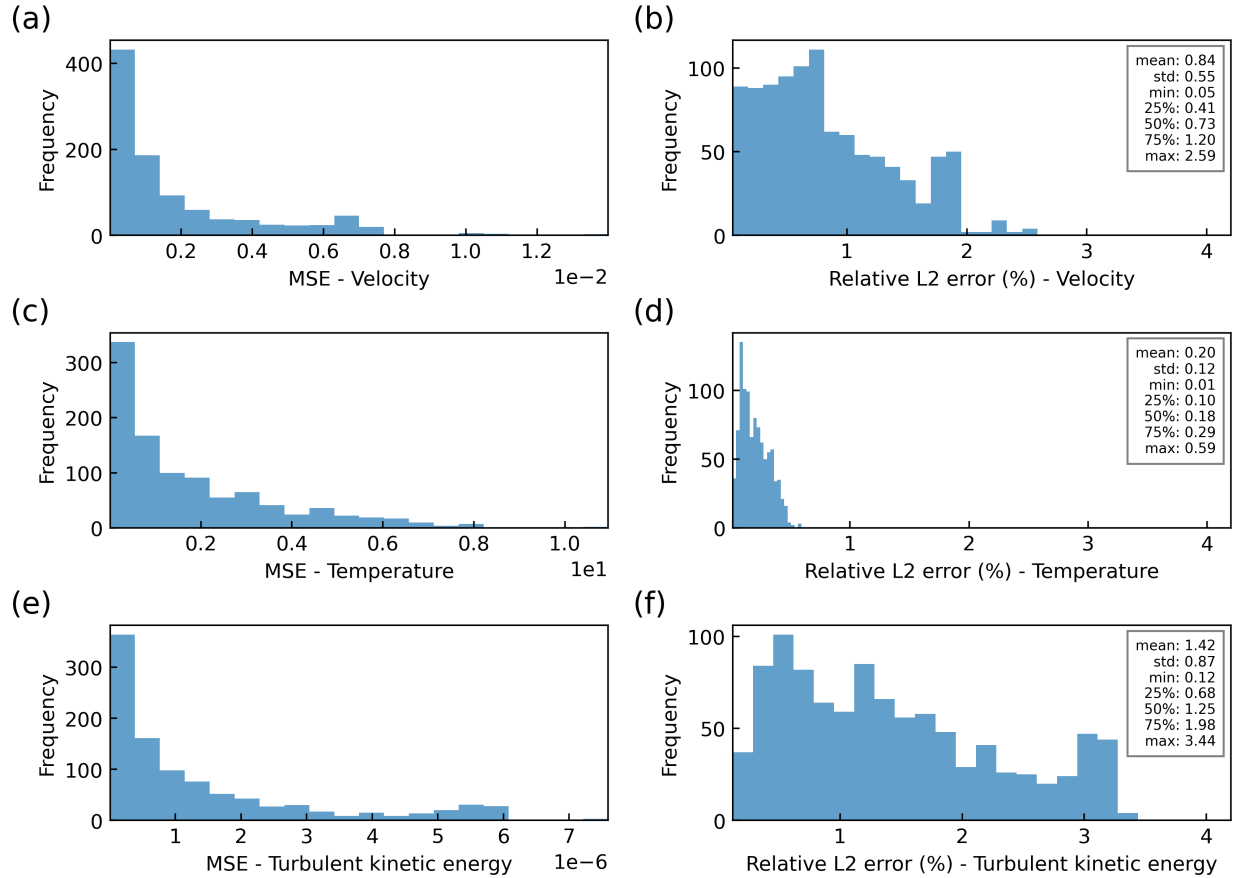 (a)
400
200
0
Frequency
0.2 0.4 0.6 0.8 1.0 1.2
MSE - Velocity
1e−2
(b)
100
50
0
Frequency
mean: 0.84
std: 0.55
min: 0.05
25%: 0.41
50%: 0.73
75%: 1.20
max: 2.59
1 2 3 4
Relative L2 error (%) - Velocity
(c)
300
200
100
0
Frequency
0.2 0.4 0.6 0.8 1.0
MSE - Temperature
1e1
(d)
100
50
0
Frequency
mean: 0.20
std: 0.12
min: 0.01
25%: 0.10
50%: 0.18
75%: 0.29
max: 0.59
1 2 3 4
Relative L2 error (%) - Temperature
(e)
300
200
100
0
Frequency
1 2 3 4 5 6 7
MSE - Turbulent kinetic energy
1e−6
(f)
100
50
0
Frequency
mean: 1.42
std: 0.87
min: 0.12
25%: 0.68
50%: 1.25
75%: 1.98
max: 3.44
1 2 3 4
Relative L2 error (%) - Turbulent kinetic energy